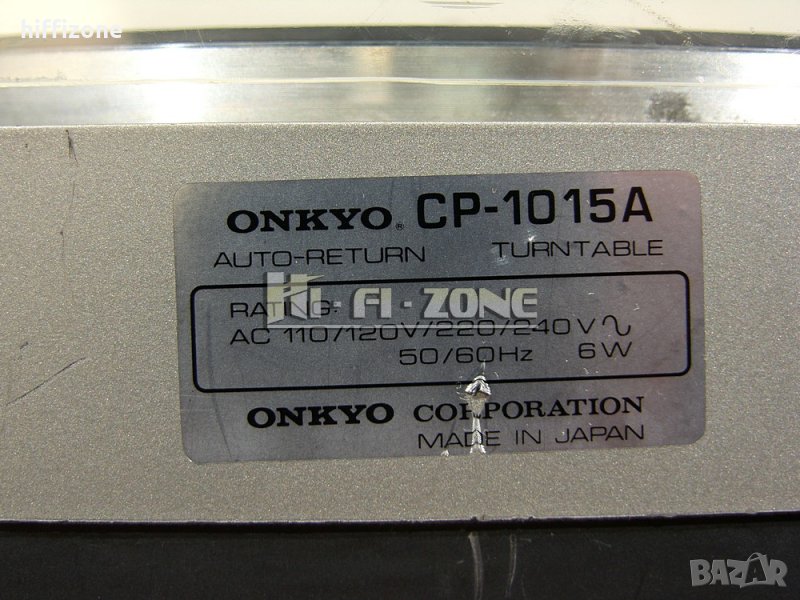 hiffizone
ONKYO® CP-1015A
AUTO-RETURN TURNTABLE
Hi-FI-ZONE
RATING:
AC 110/120V/220/240V∿
50/60Hz 6W
ONKYO CORPORATION
MADE IN JAPAN
BAZAR